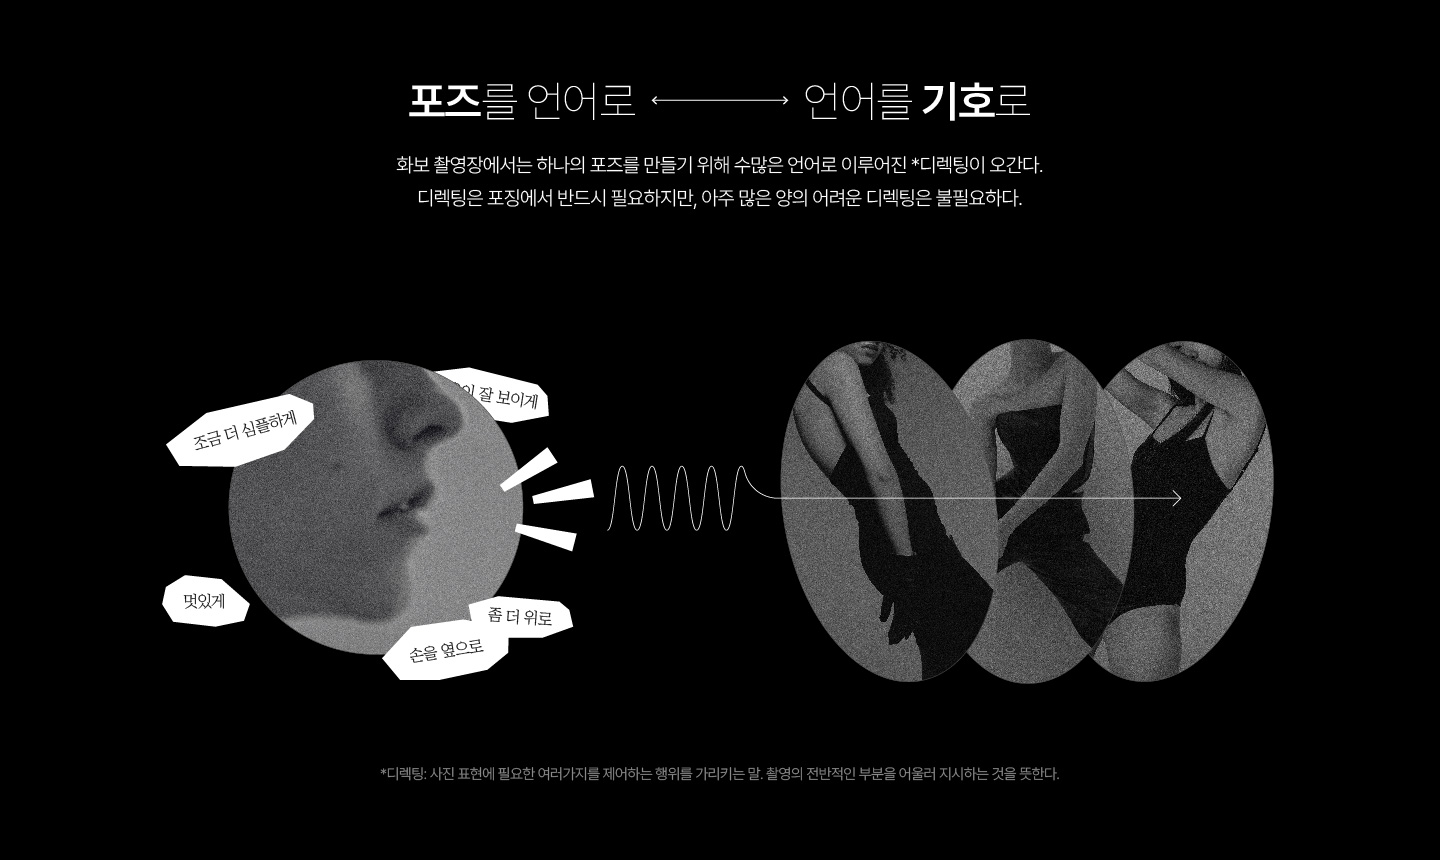 포즈를 언어로 언어를 기호로
화보 촬영장에서는 하나의 포즈를 만들기 위해 수많은 언어로 이루어진 *디렉팅이 오간다.
디렉팅은 포징에서 반드시 필요하지만, 아주 많은 양의 어려운 디렉팅은 불필요하다.
잘 보이게
조금 더 심플하게
멋있게
좀 더 위로
손을 옆으로
*디렉팅: 사진 표현에 필요한 여러가지를 제어하는 행위를 가리키는 말. 촬영의 전반적인 부분을 어울러 지시하는 것을 뜻한다.